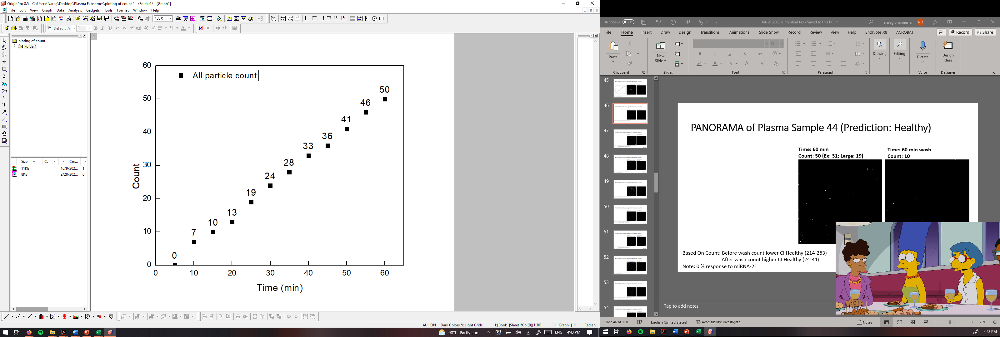 OriginPro 8.5 - C:\Users\Nareg\Desktop\Plasma Exosomes\ploting of count * - /Folder1/ - [Graph1]
File Edit View Graph Data Analysis Gadgets Tools Format Window Help
100%
Default: A 0 B I U
ploting of count
Folder1
Size C. Cre...
11KB 10/9/202... 1
8KB 2/28/202... 0
1
All particle count
60
50
40
30
20
10
0
Count
0
7
10
13
19
24
28
33
36
41
46
50
0 10 20 30 40 50 60
Time (min)
AU : ON Dark Colors & Light Grids 1:[Book1]Sheet1!Col(B)[1:30] 1:[Graph1]1!1 Radian
90°F Partly sun... ENG 4:43 PM
AutoSave Off 04-20-2022 lung blind tes • Saved to this PC nareg ohannesian NO
File Home Insert Draw Design Transitions Animations Slide Show Record Review View Help EndNote X8 ACROBAT Record Share
Paste
New
Slide
18
B I U S ab AV
Aa A A
Drawing
Editing
Dictate
Design
Ideas
Clipboard Slides Font Paragraph Voice Designer
45
46
47
48
49
50
51
52
53
54
PANORAMA of Plasma Sample 44 (Prediction: Healthy)
Time: 60 min
Count: 50 (Ex: 31; Large: 19)
Time: 60 min wash
Count: 10
Based On Count: Before wash count lower CI Healthy (214-263)
After wash count higher CI Healthy (24-34)
Note: 0 % response to miRNA-21
Tap to add notes
Slide 46 of 110 English (United States) Accessibility: Investigate Notes 75%
4:43 PM